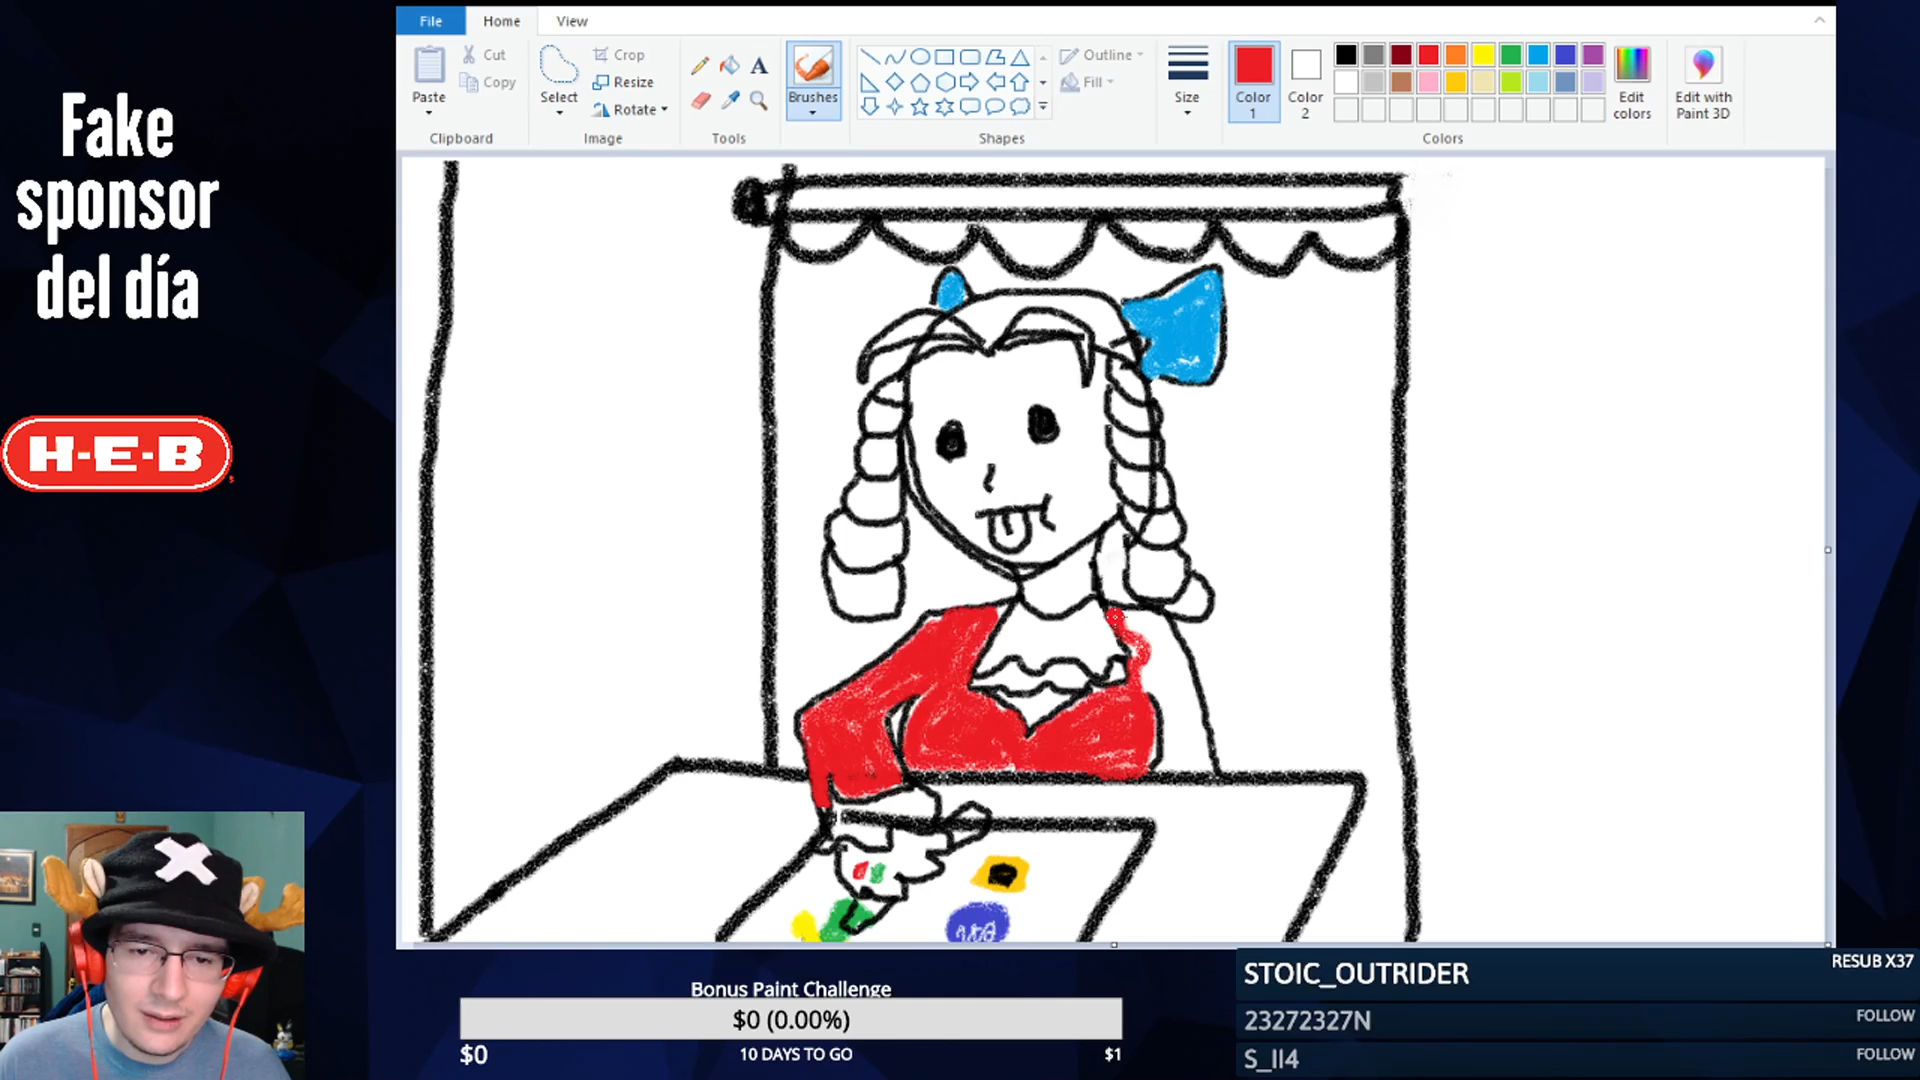 File Home View
Fake
sponsor
del día
H-E-B
Paste
Cut
Copy
Clipboard
Select
Crop
Resize
Rotate
Image
Tools
Brushes
Shapes
Outline
Fill
Size
Color
1
Color
2
Edit
colors
Colors
Edit with
Paint 3D
Bonus Paint Challenge
$0 (0.00%)
$0 10 DAYS TO GO $1
STOIC_OUTRIDER RESUB X37
23272327N FOLLOW
S_II4 FOLLOW